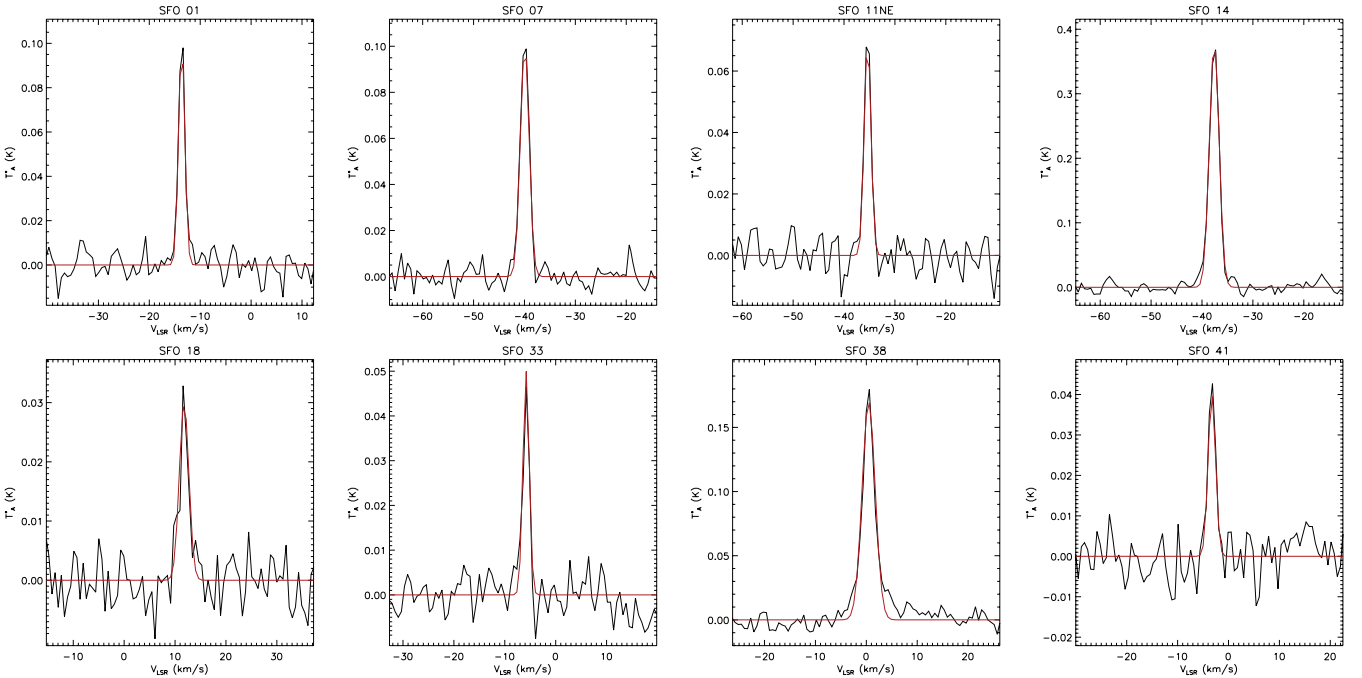 SFO 01 SFO 07 SFO 11NE SFO 14
0.10 0.10 0.4
0.08 0.08 0.06 0.3
0.06 0.06 0.04 0.2
T*A (K) T*A (K) T*A (K) T*A (K)
0.04 0.04 0.02 0.1
0.02 0.02 0.00 0.0
0.00 0.00
−30 −20 −10 0 10 −60 −50 −40 −30 −20 −60 −50 −40 −30 −20 −10 −60 −50 −40 −30 −20
VLSR (km/s) VLSR (km/s) VLSR (km/s) VLSR (km/s)
SFO 18 SFO 33 SFO 38 SFO 41
0.03 0.05 0.15 0.04
0.02 0.04 0.10 0.03
0.01 0.03 0.05 0.02
T*A (K) T*A (K) T*A (K) T*A (K)
0.00 0.02 0.00 0.01
0.01 0.00
0.00 −0.01
−0.02
−10 0 10 20 30 −30 −20 −10 0 10 −20 −10 0 10 20 −20 −10 0 10 20
VLSR (km/s) VLSR (km/s) VLSR (km/s) VLSR (km/s)